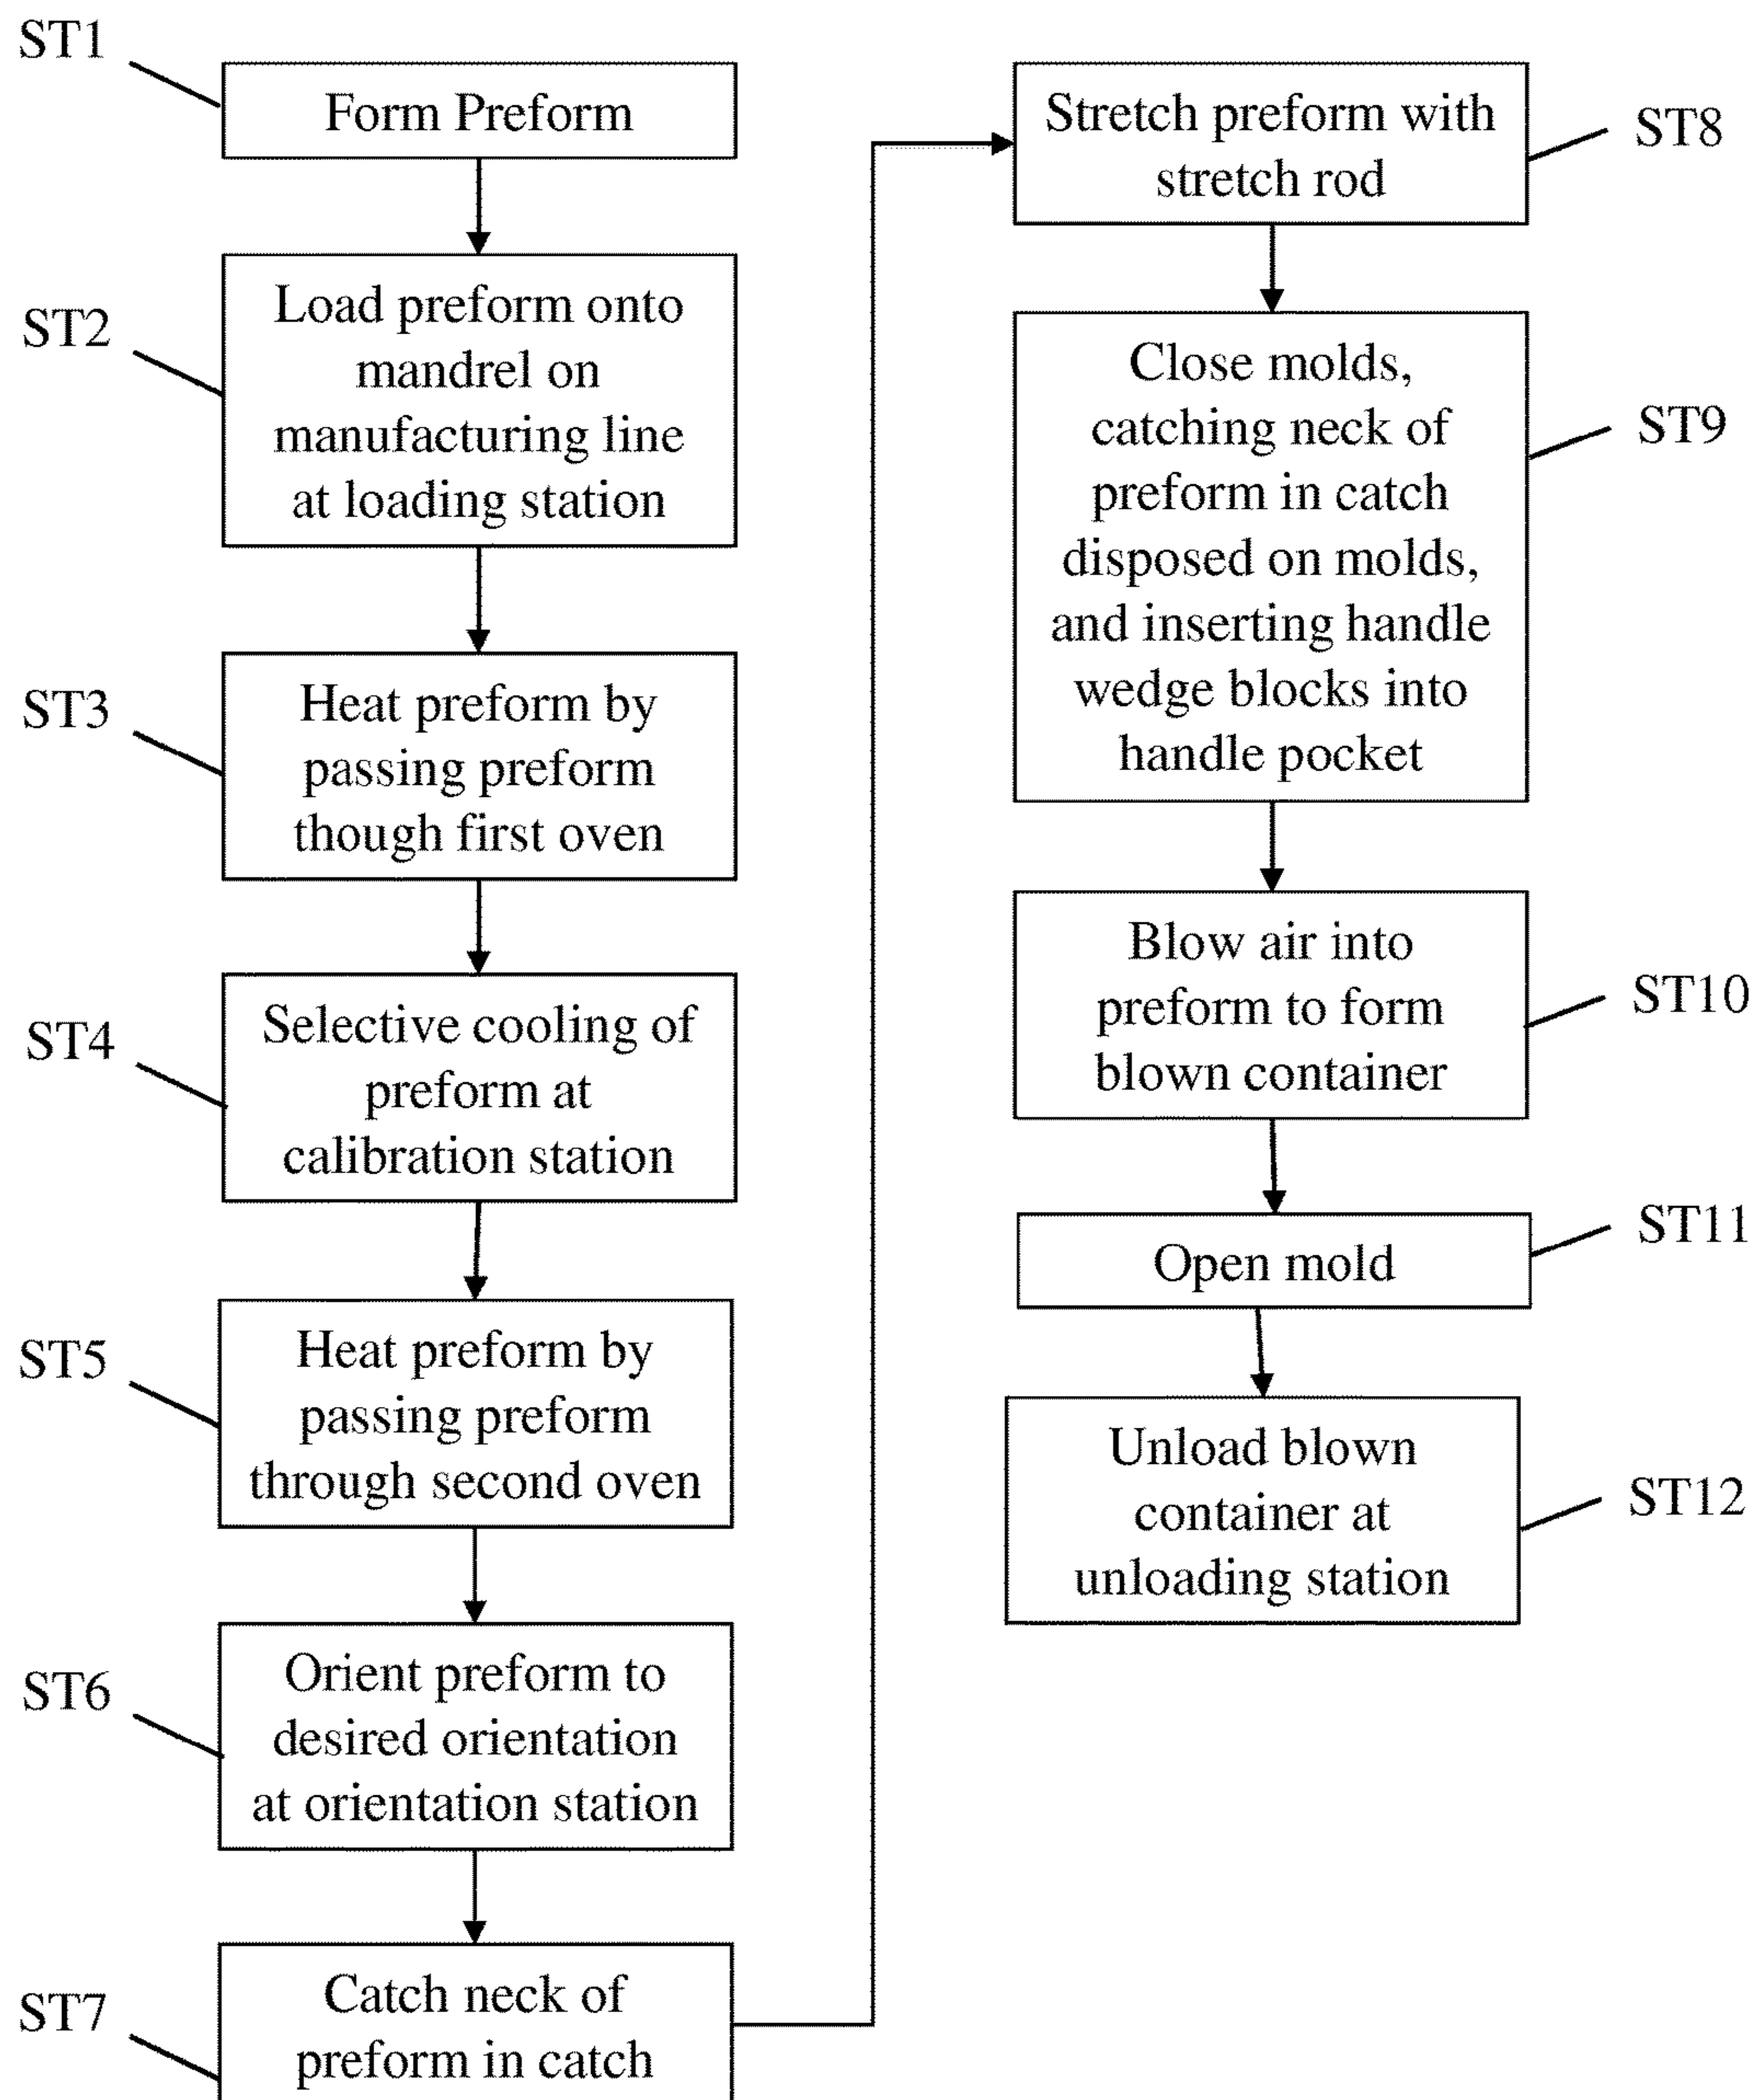 ST1
Form Preform
ST2
Load preform onto
mandrel on
manufacturing line
at loading station
ST3
Heat preform by
passing preform
though first oven
ST4
Selective cooling of
preform at
calibration station
ST5
Heat preform by
passing preform
through second oven
ST6
Orient preform to
desired orientation
at orientation station
ST7
Catch neck of
preform in catch
Stretch preform with
stretch rod
ST8
Close molds,
catching neck of
preform in catch
disposed on molds,
and inserting handle
wedge blocks into
handle pocket
ST9
Blow air into
preform to form
blown container
ST10
Open mold
ST11
Unload blown
container at
unloading station
ST12